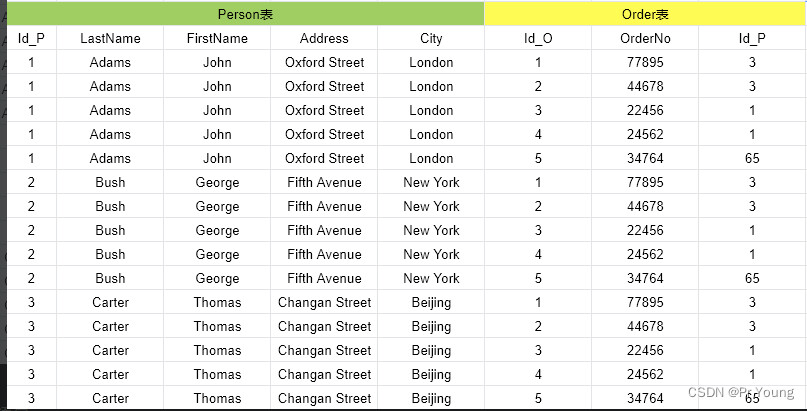 Person表 Order表
Id_P LastName FirstName Address City Id_O OrderNo Id_P
1 Adams John Oxford Street London 1 77895 3
1 Adams John Oxford Street London 2 44678 3
1 Adams John Oxford Street London 3 22456 1
1 Adams John Oxford Street London 4 24562 1
1 Adams John Oxford Street London 5 34764 65
2 Bush George Fifth Avenue New York 1 77895 3
2 Bush George Fifth Avenue New York 2 44678 3
2 Bush George Fifth Avenue New York 3 22456 1
2 Bush George Fifth Avenue New York 4 24562 1
2 Bush George Fifth Avenue New York 5 34764 65
3 Carter Thomas Changan Street Beijing 1 77895 3
3 Carter Thomas Changan Street Beijing 2 44678 3
3 Carter Thomas Changan Street Beijing 3 22456 1
3 Carter Thomas Changan Street Beijing 4 24562 1
3 Carter Thomas Changan Street Beijing 5 34764 65
CSDN @Pr Young